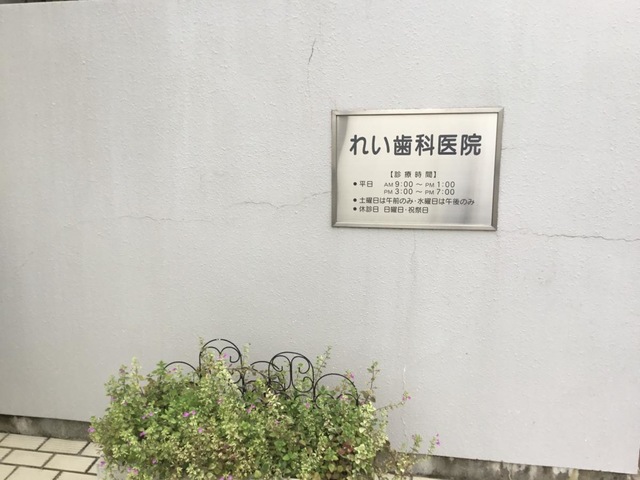 れい歯科医院
【診療時間】
●平日 AM 9:00 ～ PM 1:00
PM 3:00 ～ PM 7:00
●土曜日は午前のみ・水曜日は午後のみ
●休診日 日曜日・祝祭日